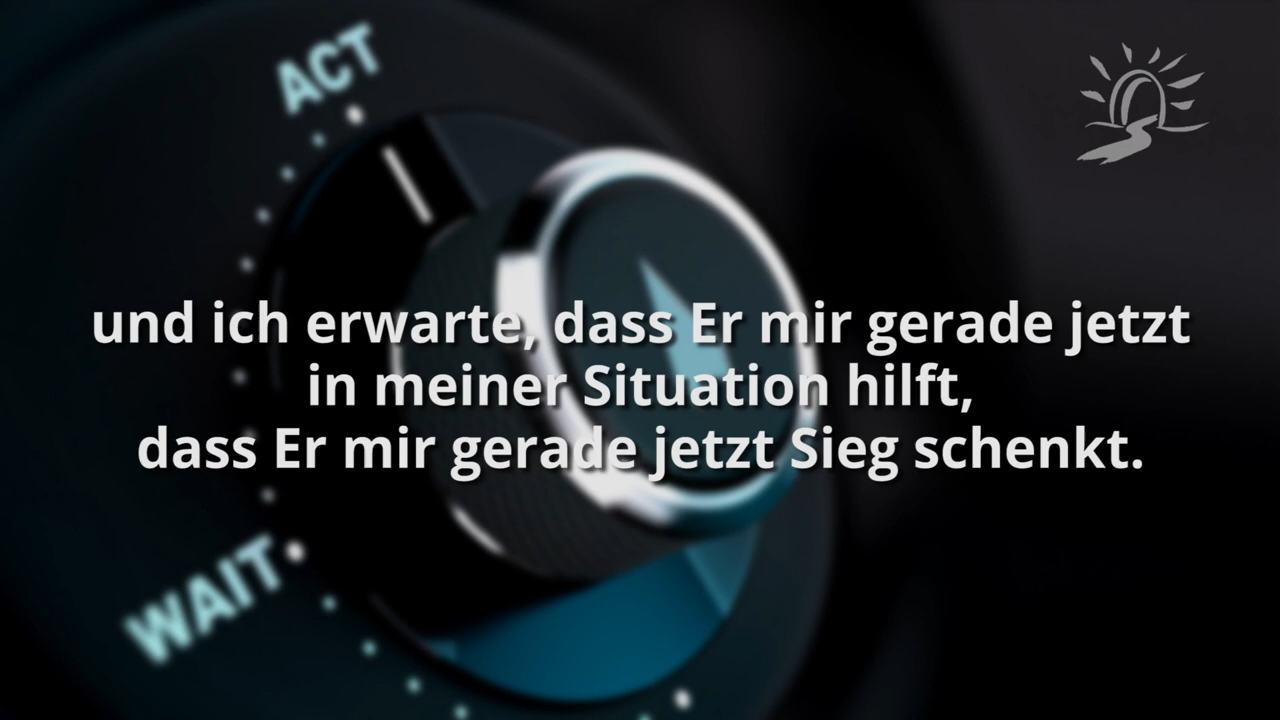 ACT
und ich erwarte, dass Er mir gerade jetzt
in meiner Situation hilft,
dass Er mir gerade jetzt Sieg schenkt.
WAIT